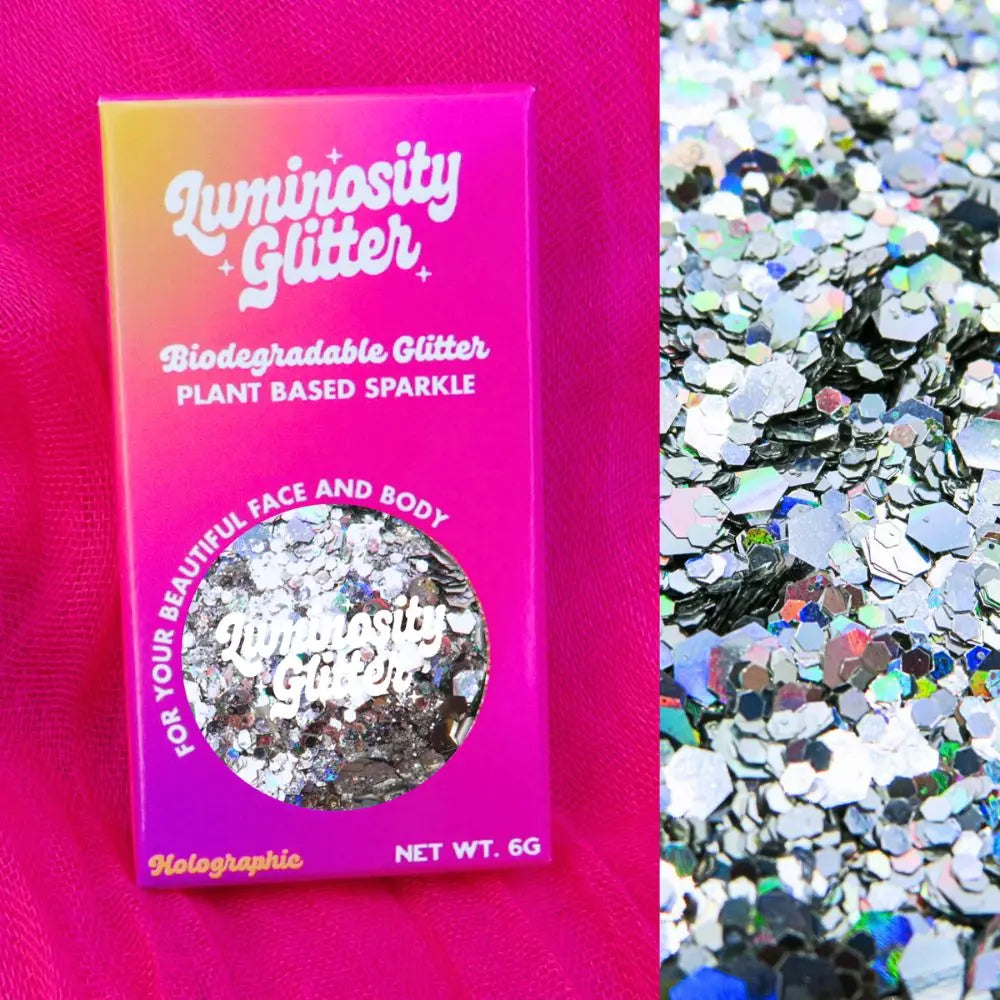 Luminosity
Glitter
Biodegradable Glitter
PLANT BASED SPARKLE
FOR YOUR BEAUTIFUL FACE AND BODY
Luminosity
Glitter
Holographic
NET WT. 6G